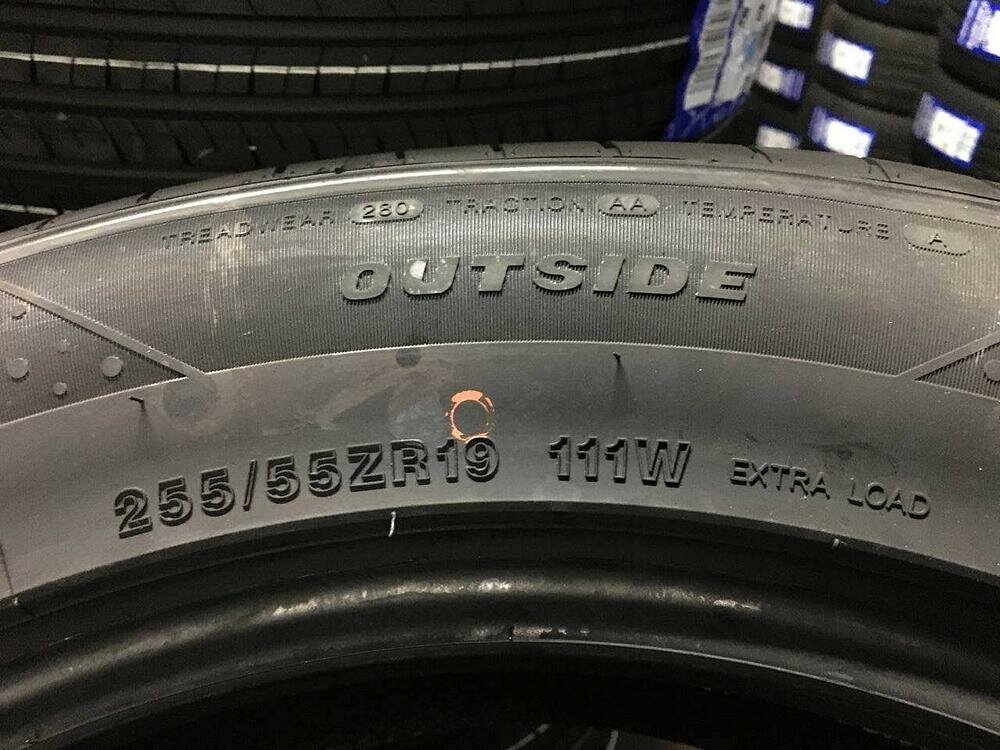 TREADWEAR 280 TRACTION AA TEMPERATURE A
OUTSIDE
255/55ZR19 111W EXTRA LOAD